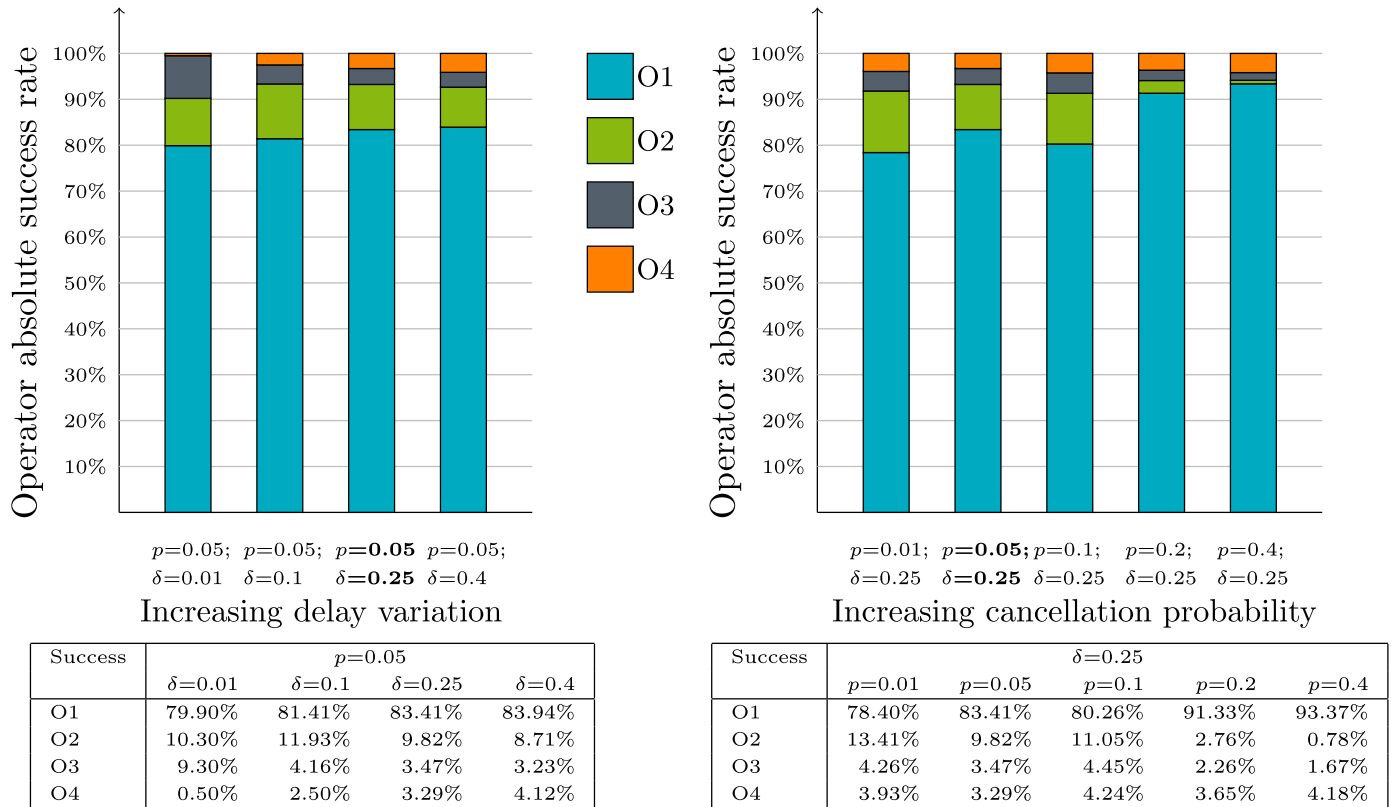 Operator absolute success rate
100%
90%
80%
70%
60%
50%
40%
30%
20%
10%
p=0.05; p=0.05; p=0.05 p=0.05;
δ=0.01 δ=0.1 δ=0.25 δ=0.4
Increasing delay variation
O1
O2
O3
O4
Operator absolute success rate
100%
90%
80%
70%
60%
50%
40%
30%
20%
10%
p=0.01; p=0.05; p=0.1; p=0.2; p=0.4;
δ=0.25 δ=0.25 δ=0.25 δ=0.25 δ=0.25
Increasing cancellation probability
Success p=0.05
δ=0.01 δ=0.1 δ=0.25 δ=0.4
O1 79.90% 81.41% 83.41% 83.94%
O2 10.30% 11.93% 9.82% 8.71%
O3 9.30% 4.16% 3.47% 3.23%
O4 0.50% 2.50% 3.29% 4.12%
Success δ=0.25
p=0.01 p=0.05 p=0.1 p=0.2 p=0.4
O1 78.40% 83.41% 80.26% 91.33% 93.37%
O2 13.41% 9.82% 11.05% 2.76% 0.78%
O3 4.26% 3.47% 4.45% 2.26% 1.67%
O4 3.93% 3.29% 4.24% 3.65% 4.18%